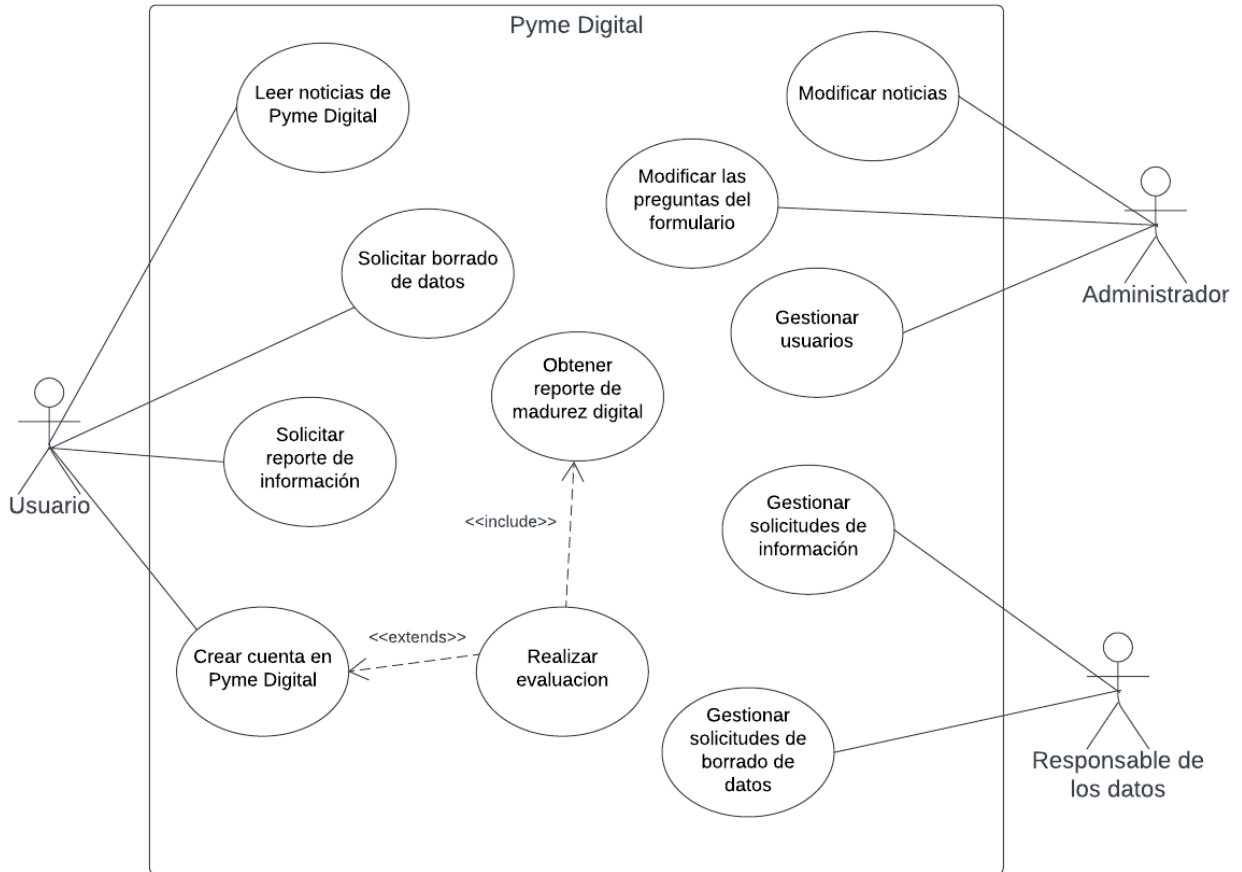 Pyme Digital
Leer noticias de
Pyme Digital
Modificar noticias
Modificar las
preguntas del
formulario
Administrador
Solicitar borrado
de datos
Gestionar
usuarios
Obtener
reporte de
madurez digital
Solicitar
reporte de
información
Usuario
<<include>>
Gestionar
solicitudes de
información
<<extends>>
Crear cuenta en
Pyme Digital
Realizar
evaluacion
Gestionar
solicitudes de
borrado de
datos
Responsable de
los datos